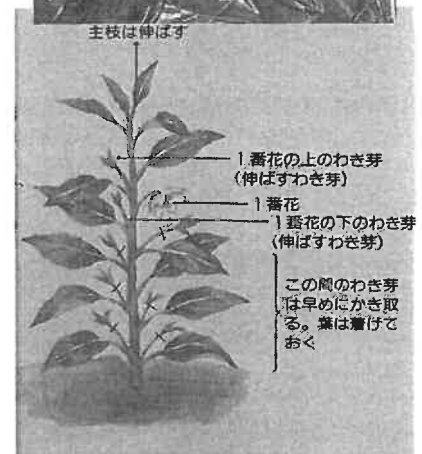 主枝は伸ばす
1番花の上のわき芽
(伸ばすわき芽)
1番花
1番花の下のわき芽
(伸ばすわき芽)
この間のわき芽
は早めにかき取
る。葉は着けて
おく